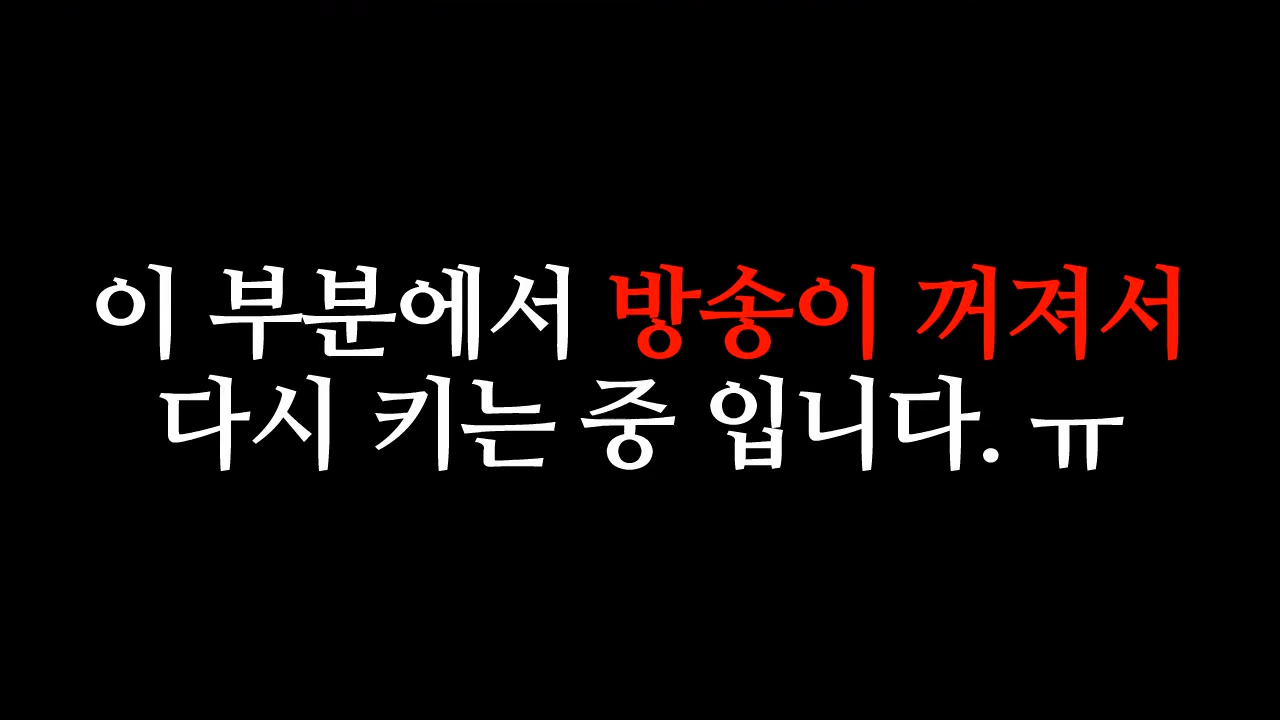 이 부분에서 방송이 꺼져서
다시 키는 중 입니다. ㅠ